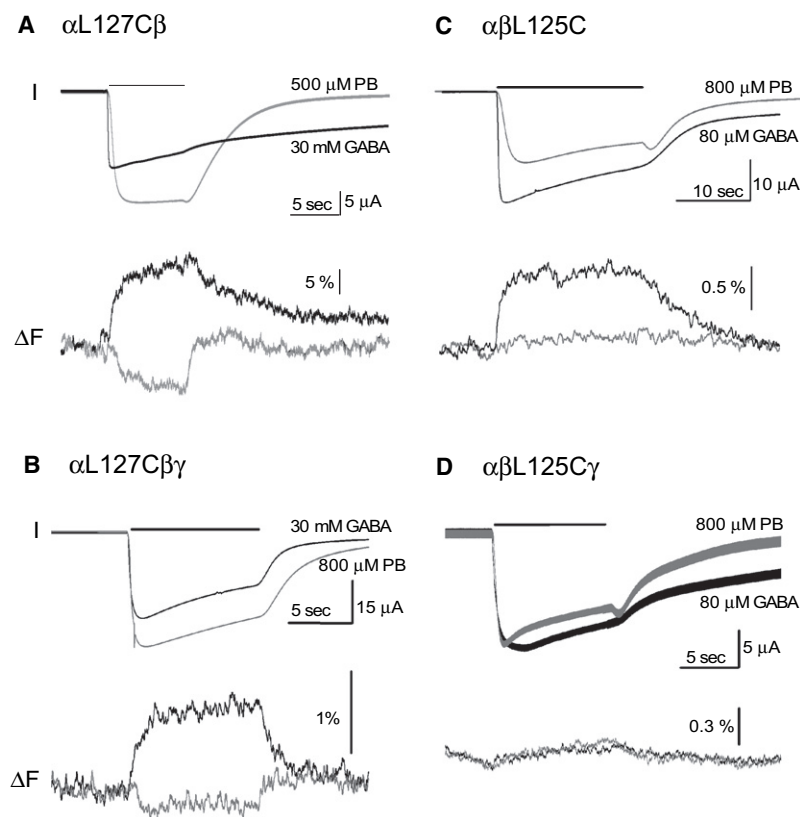 A αL127Cβ
I
500 μM PB
30 mM GABA
5 sec
5 μA
5 %
ΔF
C αβL125C
800 μM PB
80 μM GABA
10 sec
10 μA
0.5 %
B αL127Cβγ
I
30 mM GABA
800 μM PB
5 sec
15 μA
1%
ΔF
D αβL125Cγ
800 μM PB
80 μM GABA
5 sec
5 μA
0.3 %